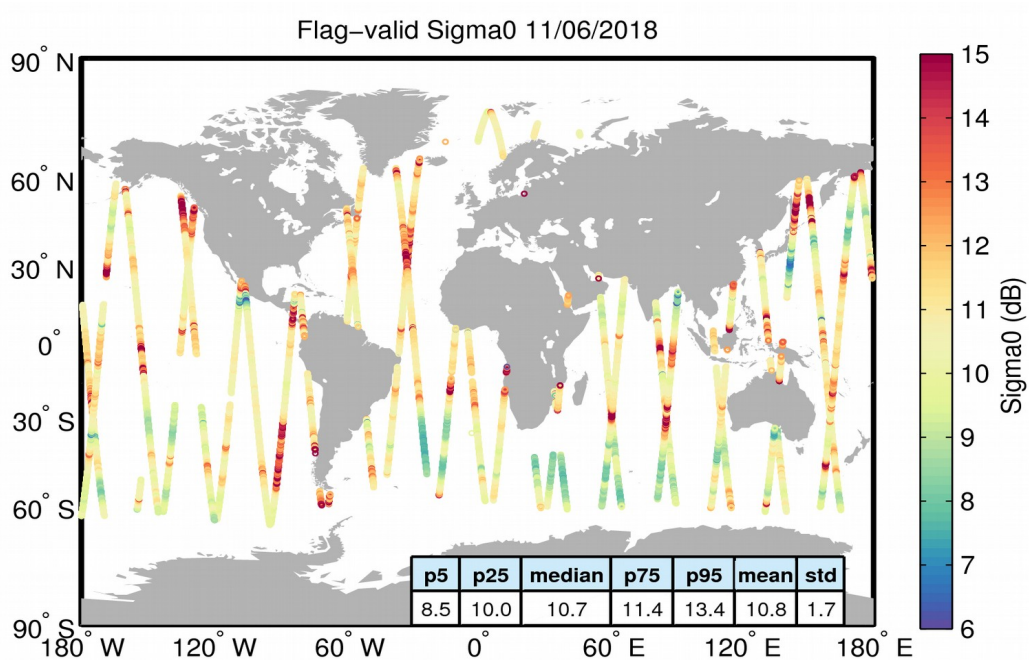 Flag−valid Sigma0 11/06/2018
90° N
60° N
30° N
0°
30° S
60° S
90° S
180° W 120° W 60° W 0° 60° E 120° E 180° E
p5 p25 median p75 p95 mean std
8.5 10.0 10.7 11.4 13.4 10.8 1.7
15
14
13
12
11
10
9
8
7
6
Sigma0 (dB)